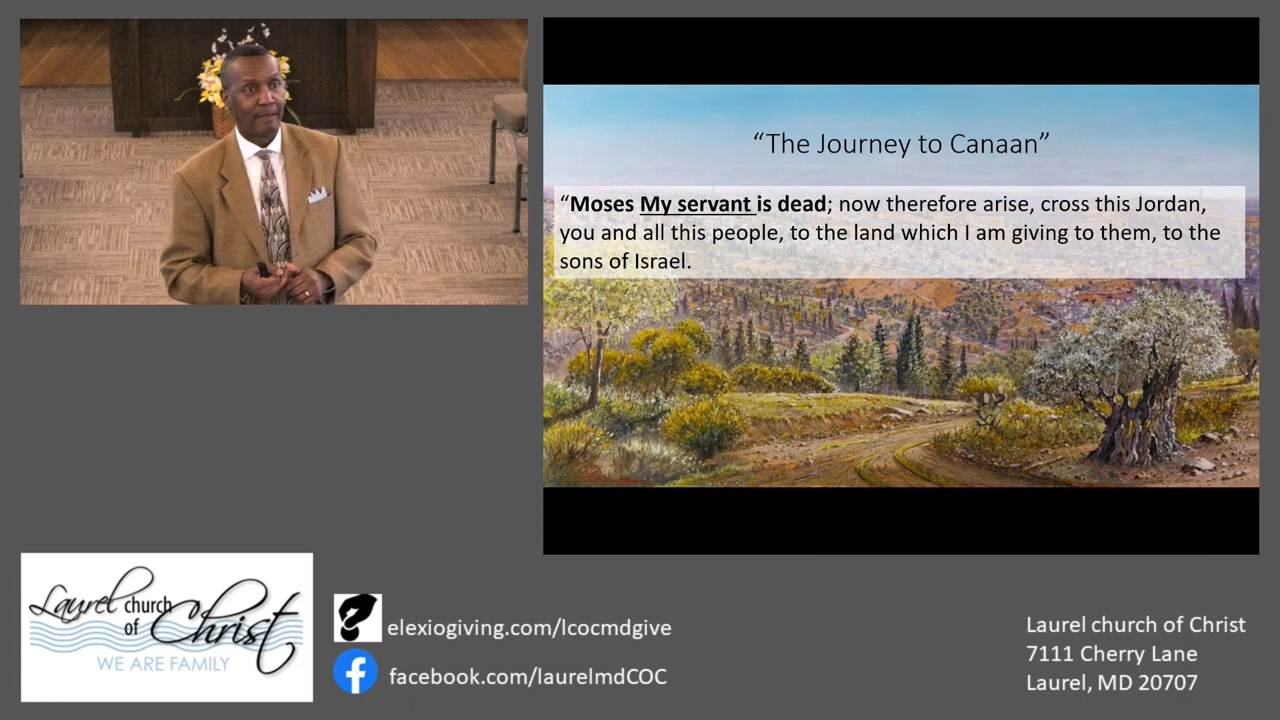 “The Journey to Canaan”
“Moses My servant is dead; now therefore arise, cross this Jordan,
you and all this people, to the land which I am giving to them, to the
sons of Israel.
Laurel church
of Christ
WE ARE FAMILY
elexiogiving.com/lcocmdgive
facebook.com/laurelmdCOC
Laurel church of Christ
7111 Cherry Lane
Laurel, MD 20707